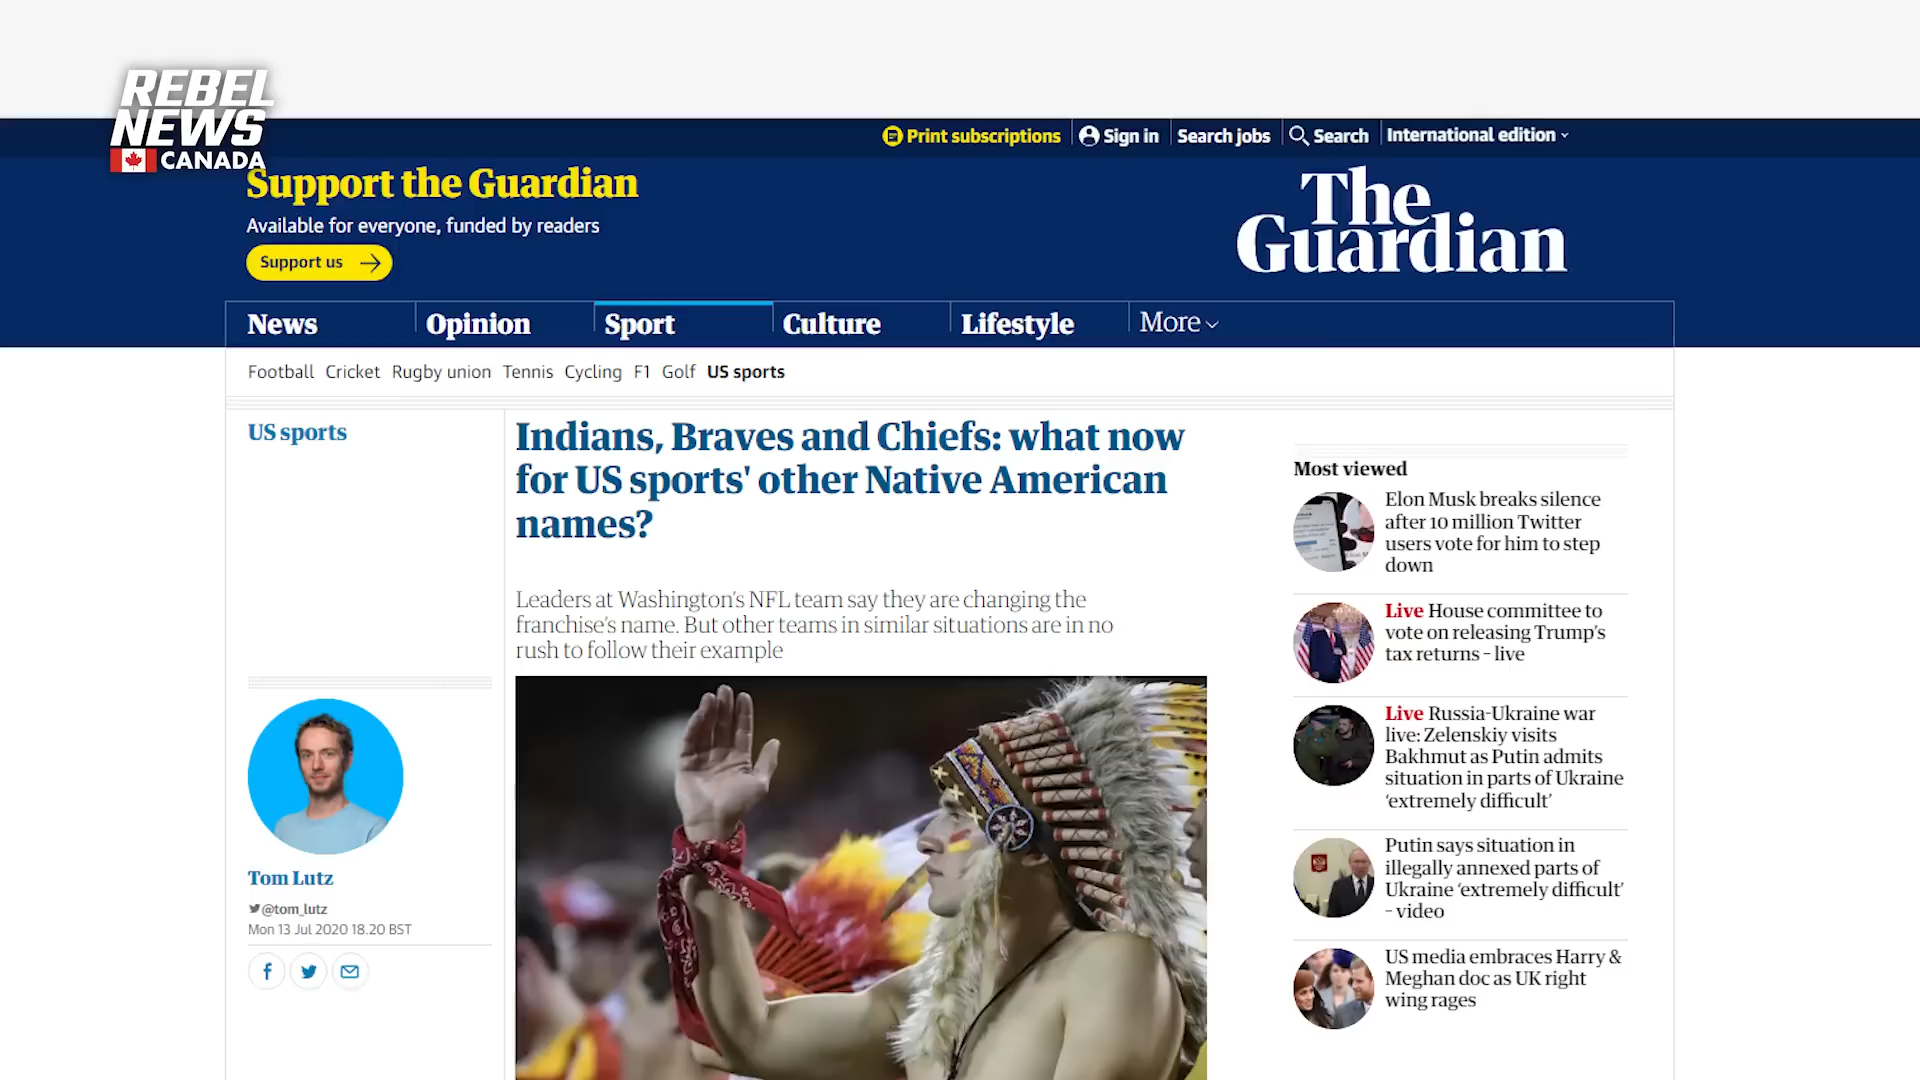 REBEL
NEWS
CANADA
Print subscriptions
Sign in
Search jobs
Search
International edition
Support the Guardian
Available for everyone, funded by readers
Support us
The
Guardian
News
Opinion
Sport
Culture
Lifestyle
More
Football Cricket Rugby union Tennis Cycling F1 Golf US sports
US sports
Indians, Braves and Chiefs: what now
for US sports' other Native American
names?
Leaders at Washington's NFL team say they are changing the
franchise's name. But other teams in similar situations are in no
rush to follow their example
Tom Lutz
@tom_lutz
Mon 13 Jul 2020 18.20 BST
Most viewed
Elon Musk breaks silence
after 10 million Twitter
users vote for him to step
down
Live House committee to
vote on releasing Trump's
tax returns – live
Live Russia-Ukraine war
live: Zelenskiy visits
Bakhmut as Putin admits
situation in parts of Ukraine
‘extremely difficult’
Putin says situation in
illegally annexed parts of
Ukraine ‘extremely difficult’
– video
US media embraces Harry &
Meghan doc as UK right
wing rages